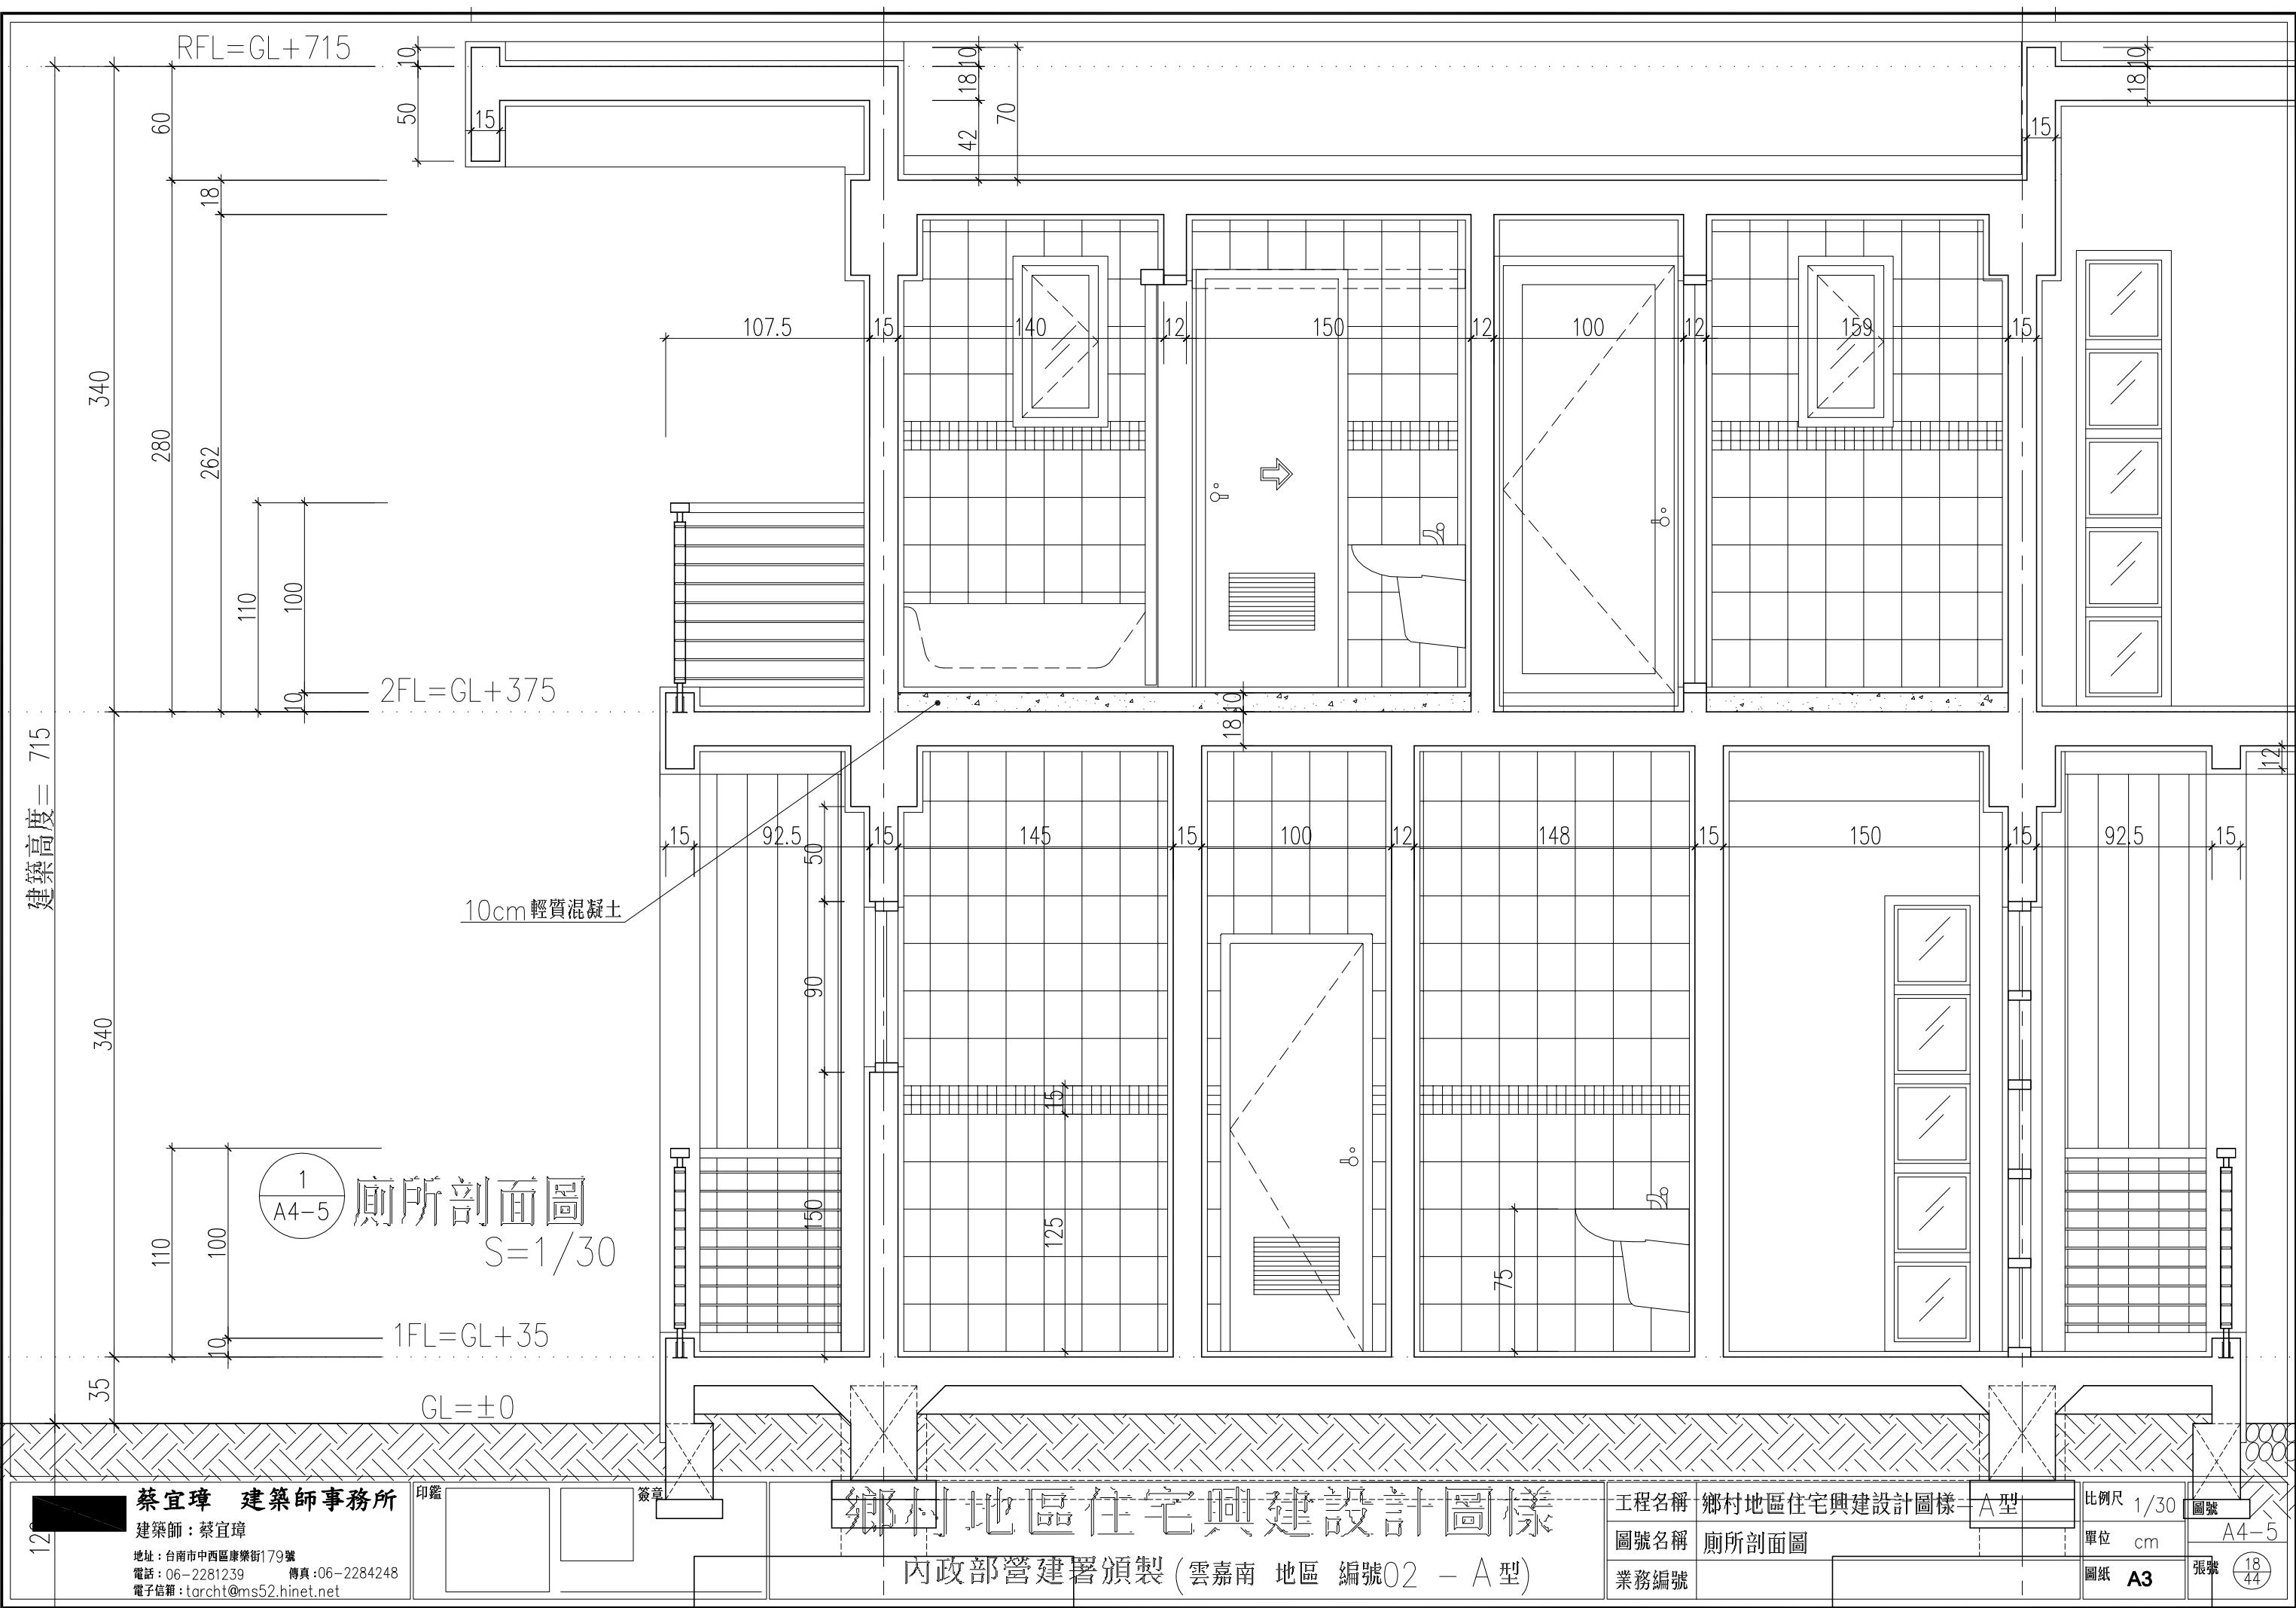 RFL=GL+715
10
50
15
10
18
42
70
10
18
15
60
18
340
280
262
110
100
10
107.5
15
140
12
150
12
100
12
159
15
2FL=GL+375
10
18
12
建築高度= 715
15
92.5
15
145
15
100
12
148
15
150
15
92.5
15
50
90
150
10cm輕質混凝土
15
125
75
340
1
A4-5
廁所剖面圖
S=1/30
110
100
10
1FL=GL+35
35
GL=±0
蔡宜璋 建築師事務所
建築師：蔡宜璋
地址：台南市中西區康樂街179號
電話：06-2281239 傳真：06-2284248
電子信箱：tarcht@ms52.hinet.net
印鑑
簽章
鄉村地區住宅興建設計圖樣
內政部營建署頒製(雲嘉南 地區 編號02 - A 型)
工程名稱 鄉村地區住宅興建設計圖樣-A型
圖號名稱 廁所剖面圖
業務編號
比例尺 1/30
單位 cm
圖紙 A3
圖號
A4-5
張號 18
44